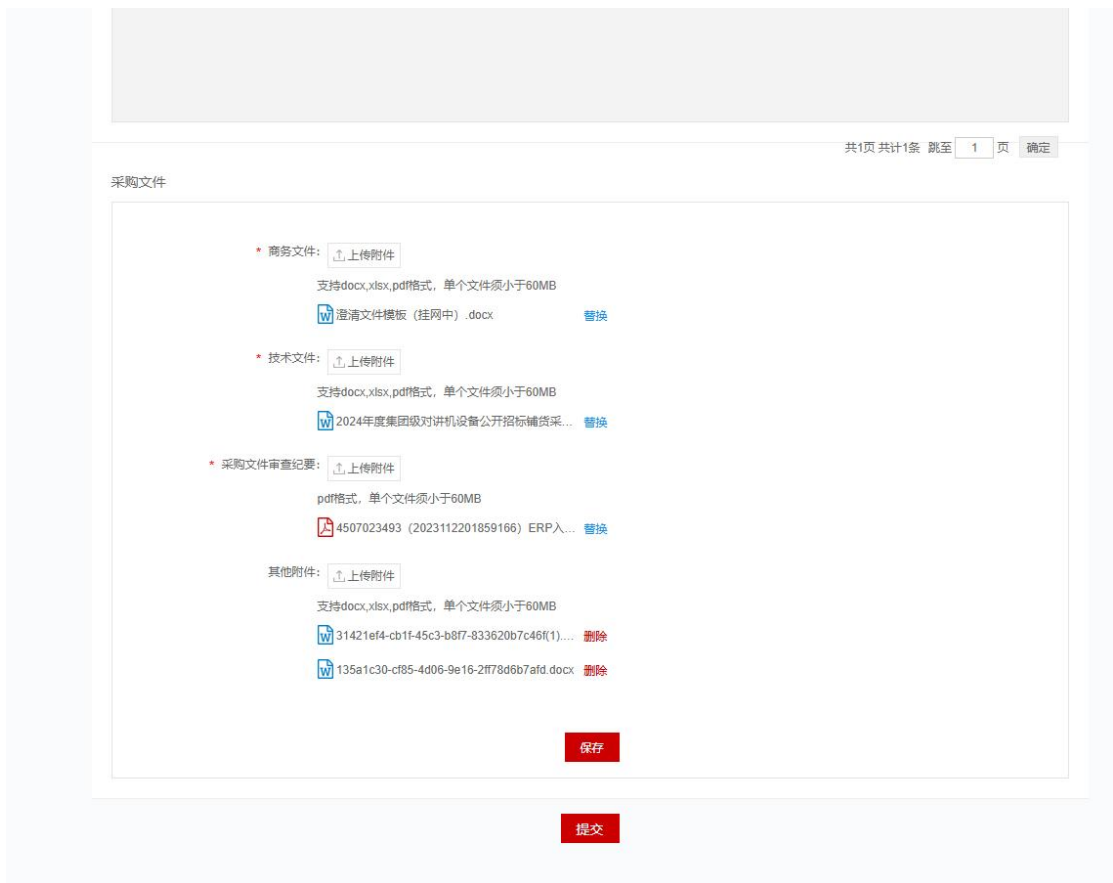 共1页 共计1条 跳至 1 页 确定
采购文件
* 商务文件: 上传附件
支持docx,xlsx,pdf格式, 单个文件须小于60MB
澄清文件模板（挂网中）.docx 替换
* 技术文件: 上传附件
支持docx,xlsx,pdf格式, 单个文件须小于60MB
2024年度集团级对讲机设备公开招标铺货采... 替换
* 采购文件审查纪要: 上传附件
pdf格式, 单个文件须小于60MB
4507023493（2023112201859166）ERP入... 替换
其他附件: 上传附件
支持docx,xlsx,pdf格式, 单个文件须小于60MB
31421ef4-cb1f-45c3-b8f7-833620b7c46f(1).... 删除
135a1c30-cf85-4d06-9e16-2ff78d6b7afd.docx 删除
保存
提交